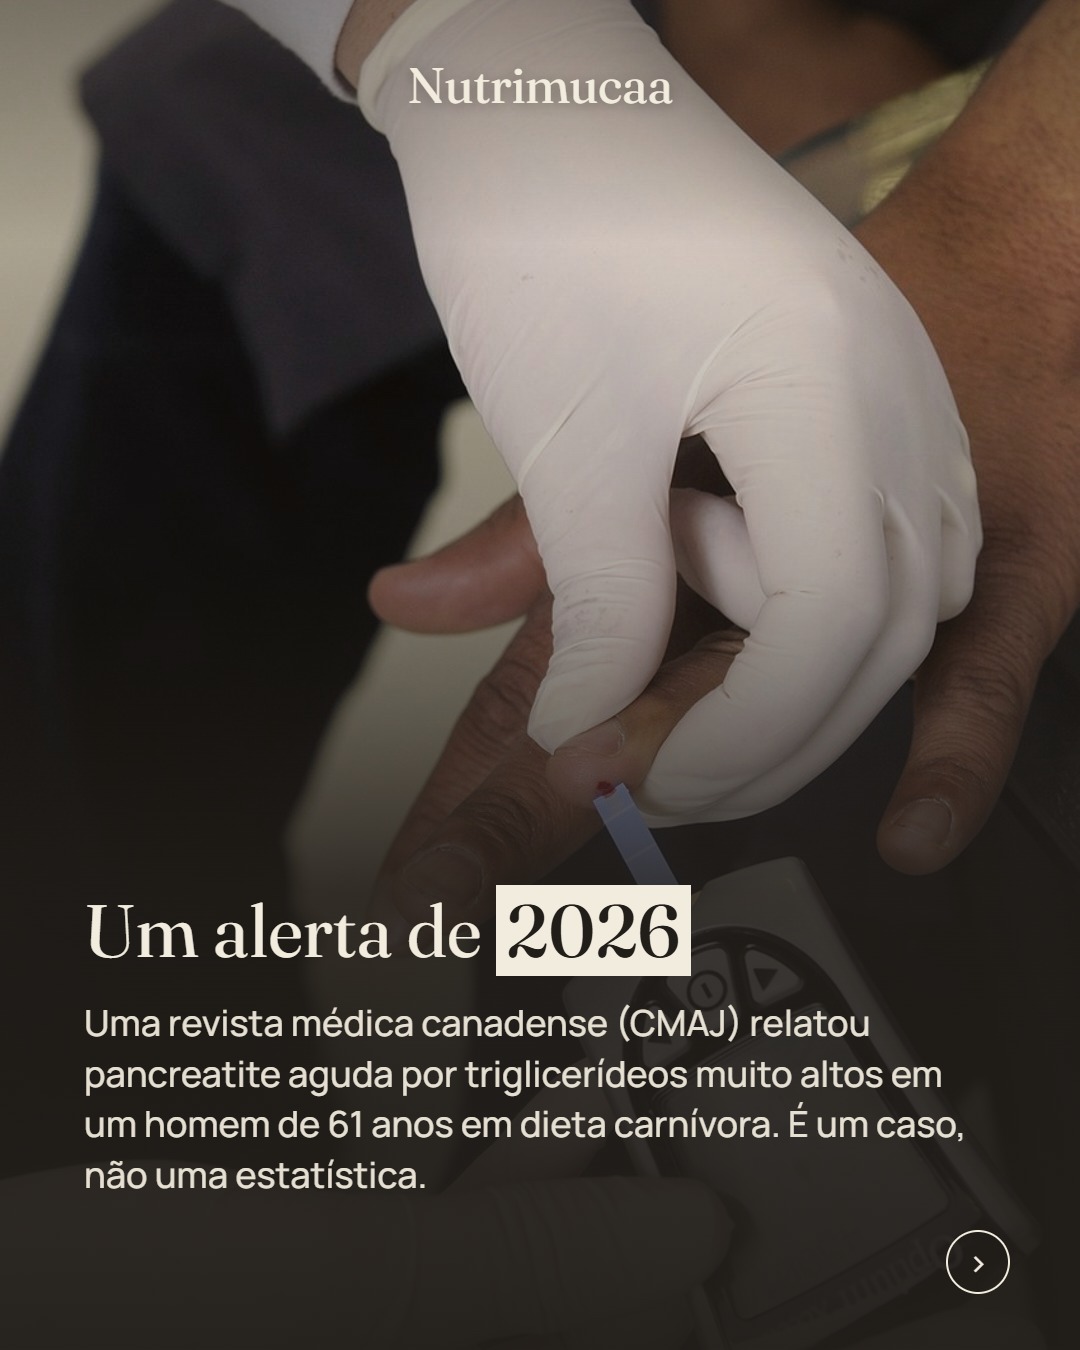 Nutrimucaa
Um alerta de 2026
Uma revista médica canadense (CMAJ) relatou
pancreatite aguda por triglicerídeos muito altos em
um homem de 61 anos em dieta carnívora. É um caso,
não uma estatística.